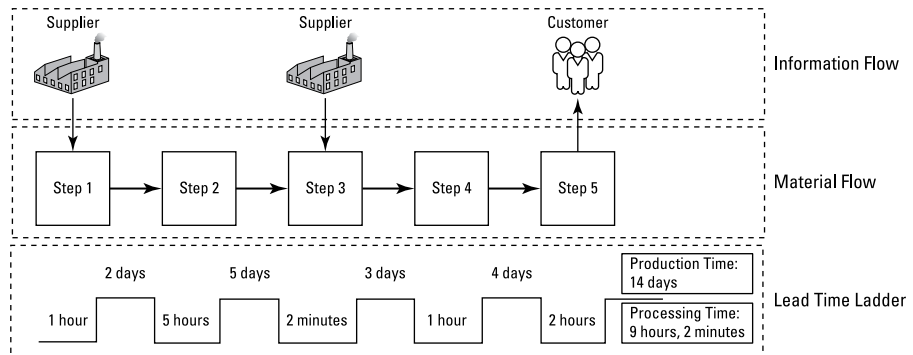 Supplier
Supplier
Customer
Information Flow
Step 1
Step 2
Step 3
Step 4
Step 5
Material Flow
2 days
5 days
3 days
4 days
Production Time:
14 days
1 hour
5 hours
2 minutes
1 hour
2 hours
Processing Time:
9 hours, 2 minutes
Lead Time Ladder